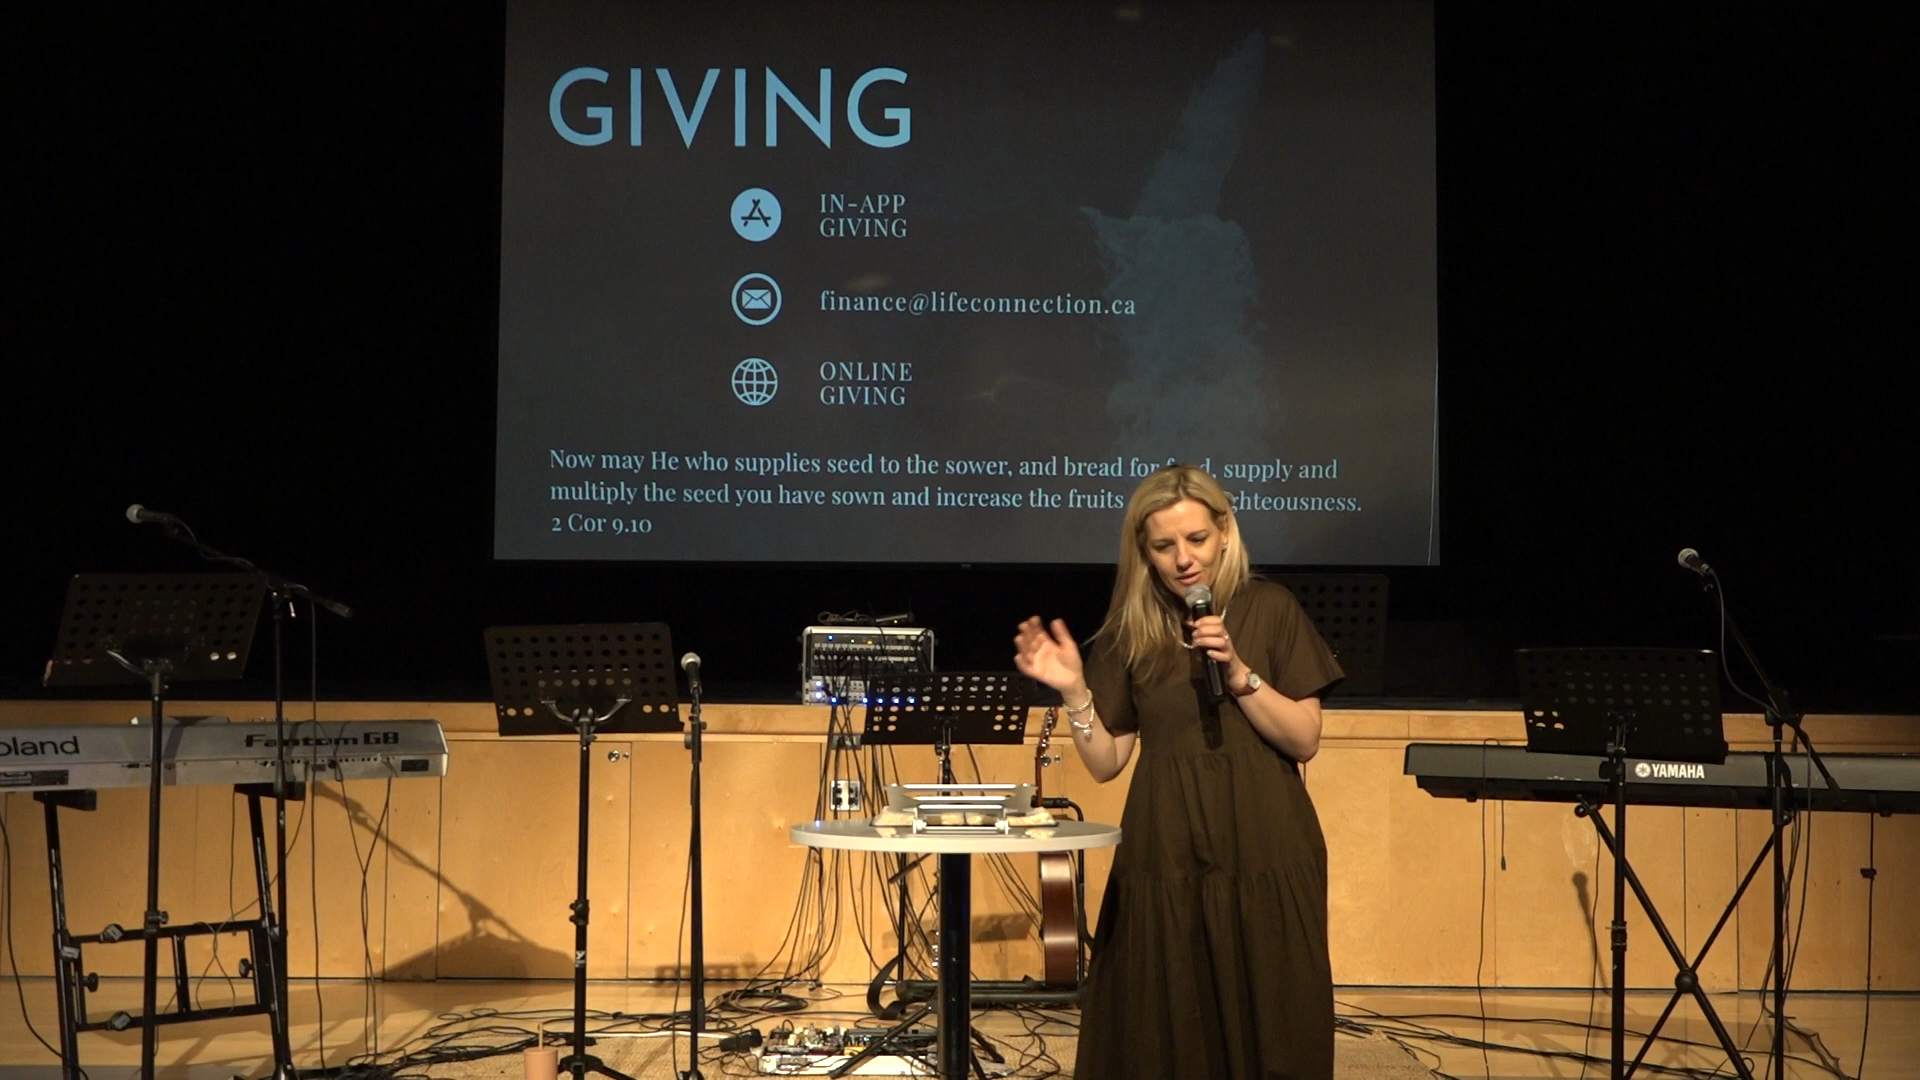 GIVING
IN-APP
GIVING
finance@lifeconnection.ca
ONLINE
GIVING
Now may He who supplies seed to the sower, and bread for supply and
multiply the seed you have sown and increase the fruits
2 Cor 9.10
Fantom G8
YAMAHA